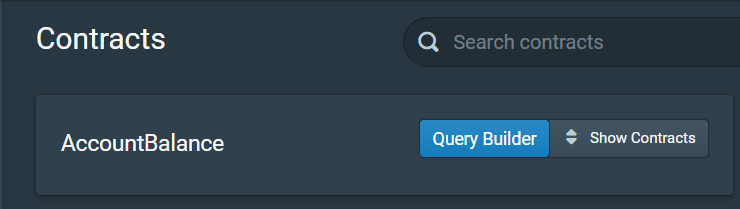 Contracts
Search contracts
AccountBalance
Query Builder
Show Contracts